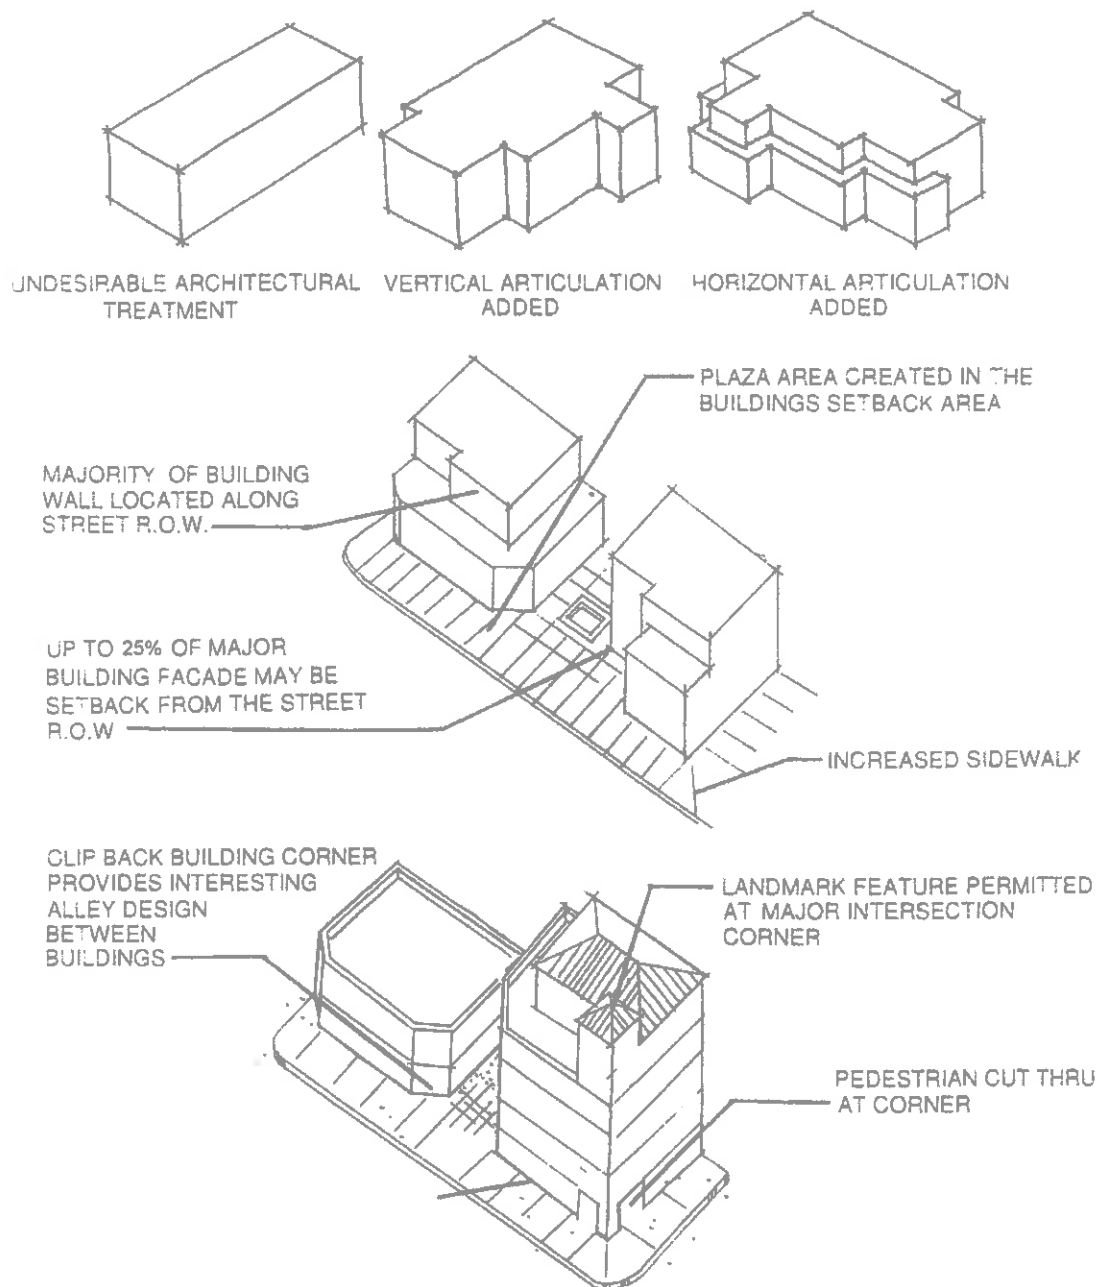 UNDESIRABLE ARCHITECTURAL
TREATMENT
VERTICAL ARTICULATION
ADDED
HORIZONTAL ARTICULATION
ADDED
PLAZA AREA CREATED IN THE
BUILDINGS SETBACK AREA
MAJORITY OF BUILDING
WALL LOCATED ALONG
STREET R.O.W.
UP TO 25% OF MAJOR
BUILDING FACADE MAY BE
SETBACK FROM THE STREET
R.O.W
INCREASED SIDEWALK
CLIP BACK BUILDING CORNER
PROVIDES INTERESTING
ALLEY DESIGN
BETWEEN
BUILDINGS
LANDMARK FEATURE PERMITTED
AT MAJOR INTERSECTION
CORNER
PEDESTRIAN CUT THRU
AT CORNER